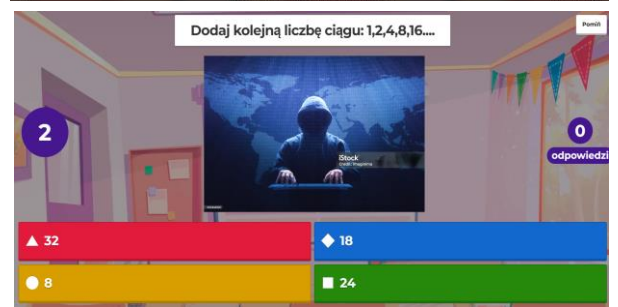 Dodaj kolejną liczbę ciągu: 1,2,4,8,16....
Pomiń
2
iStock
0
odpowiedzi
32
18
8
24